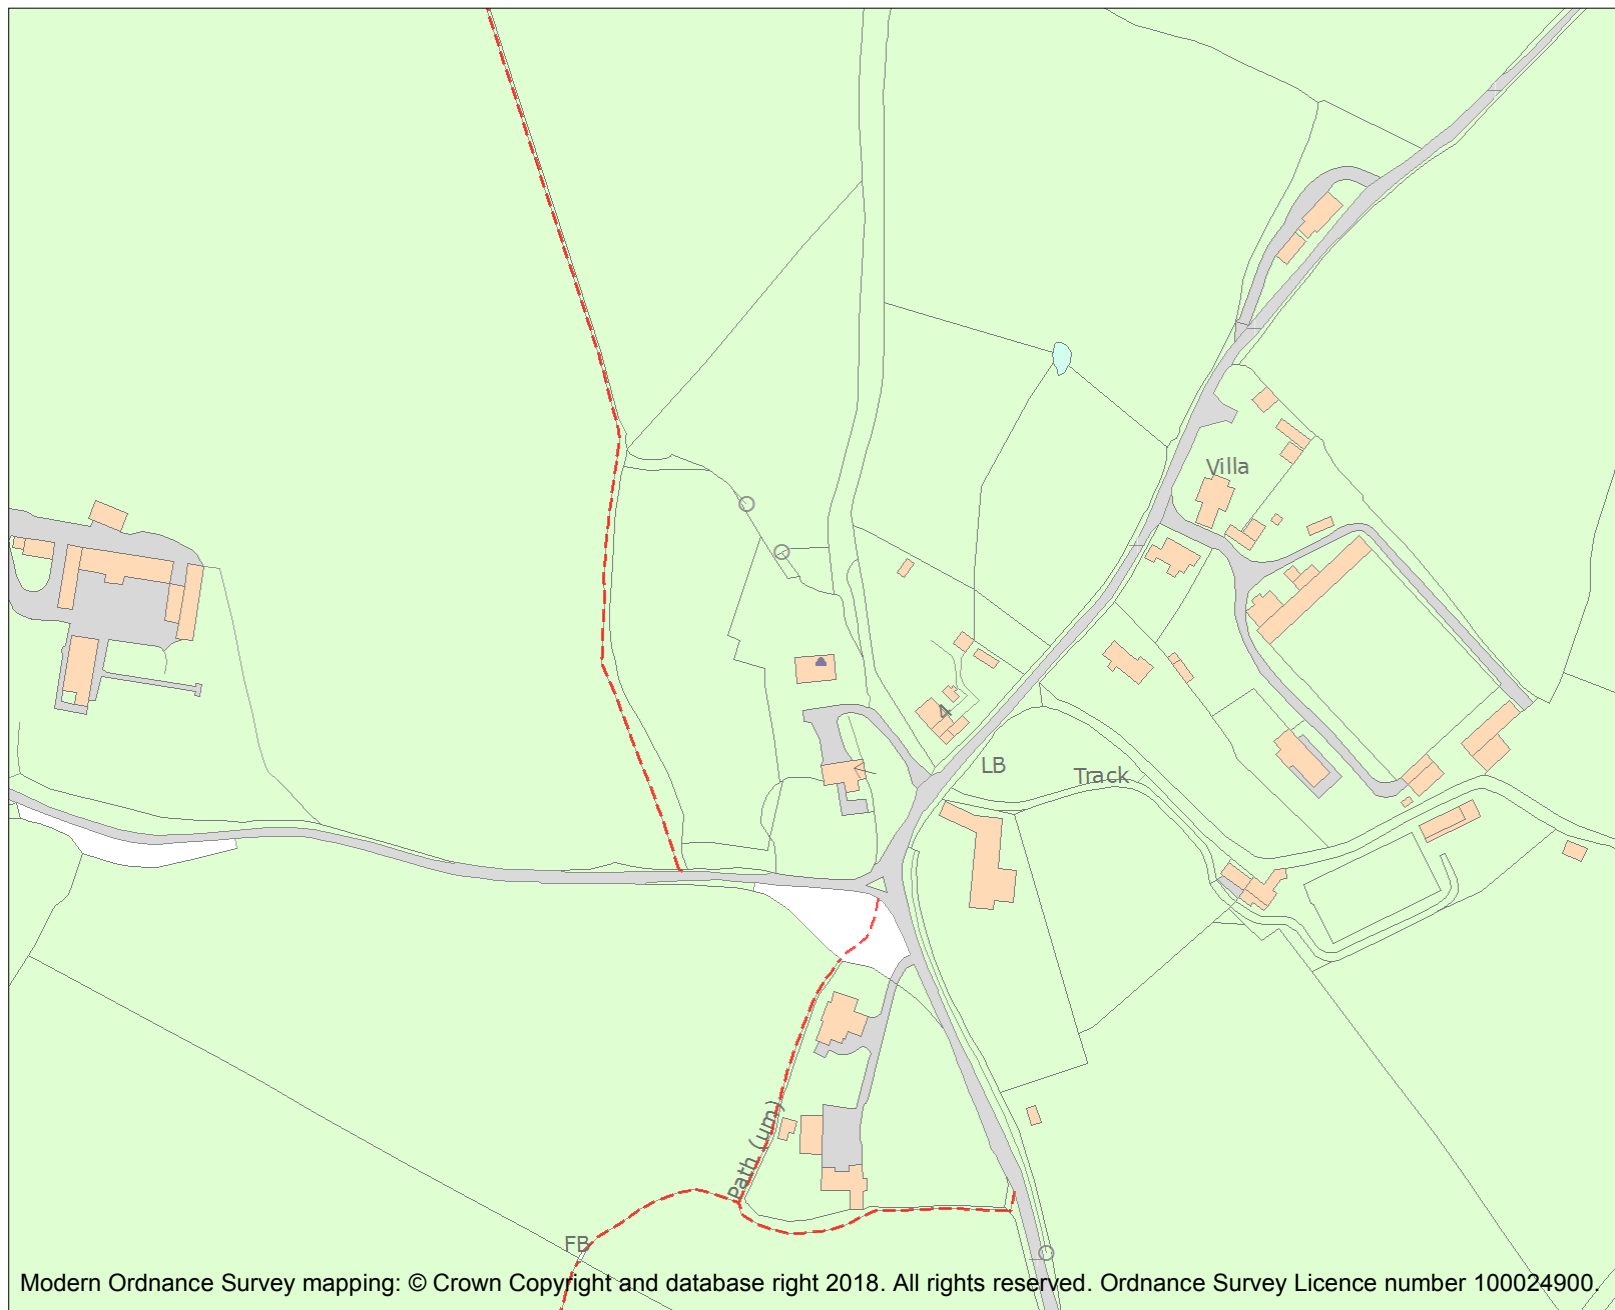 Villa
4
LB
Track
Path (um)
FB
Modern Ordnance Survey mapping: © Crown Copyright and database right 2018. All rights reserved. Ordnance Survey Licence number 100024900.